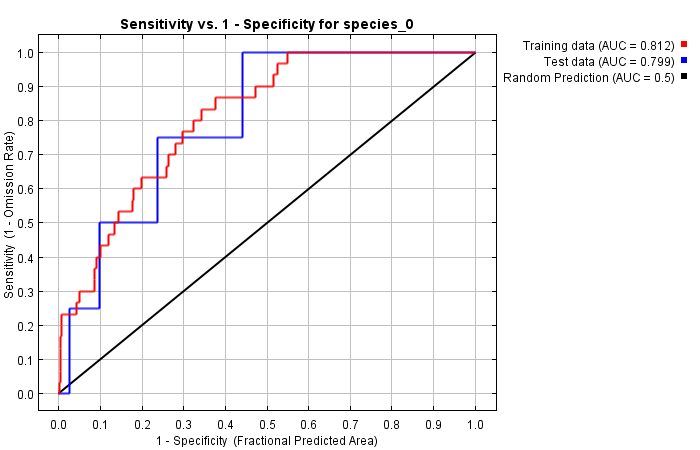 Sensitivity vs. 1 - Specificity for species_0
Training data (AUC = 0.812)
Test data (AUC = 0.799)
Random Prediction (AUC = 0.5)
Sensitivity (1 - Omission Rate)
1.0
0.9
0.8
0.7
0.6
0.5
0.4
0.3
0.2
0.1
0.0
0.0 0.1 0.2 0.3 0.4 0.5 0.6 0.7 0.8 0.9 1.0
1 - Specificity (Fractional Predicted Area)